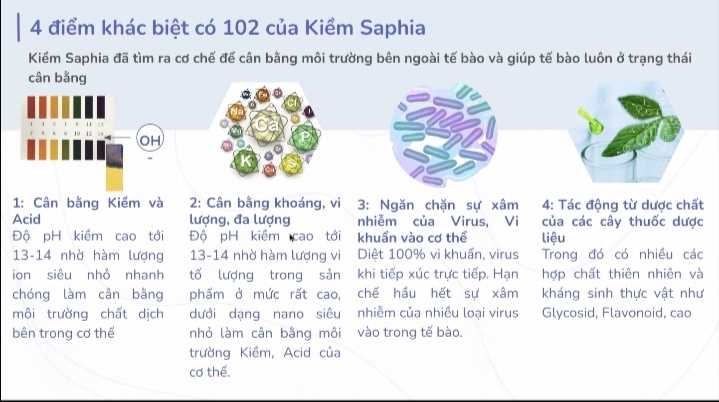 4 điểm khác biệt có 102 của Kiềm Saphia
Kiềm Saphia đã tìm ra cơ chế để cân bằng môi trường bên ngoài tế bào và giúp tế bào luôn ở trạng thái
cân bằng
OH
-
Na
Ca
Cl
P
K
S
1: Cân bằng Kiềm và
Acid
Độ pH kiềm cao tới
13-14 nhờ hàm lượng
ion siêu nhỏ nhanh
chóng làm cân bằng
môi trường chất dịch
bên trong cơ thể
2: Cân bằng khoáng, vi
lượng, đa lượng
Độ pH kiềm cao tới
13-14 nhờ hàm lượng vi
tố lượng trong sản
phẩm ở mức rất cao,
dưới dạng nano siêu
nhỏ làm cân bằng môi
trường Kiềm, Acid của
cơ thể.
3: Ngăn chặn sự xâm
nhiễm của Virus, Vi
khuẩn vào cơ thể
Diệt 100% vi khuẩn, virus
khi tiếp xúc trực tiếp. Hạn
chế hầu hết sự xâm
nhiễm của nhiều loại virus
vào trong tế bào.
4: Tác động từ dược chất
của các cây thuốc dược
liệu
Trong đó có nhiều các
hợp chất thiên nhiên và
kháng sinh thực vật như
Glycosid, Flavonoid, cao